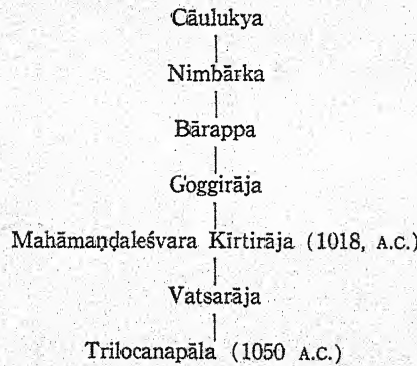 Cāulukya
Nimbārka
Bārappa
Goggirāja
Mahāmaṇḍaleśvara Kīrtirāja (1018, A.C.)
Vatsarāja
Trilocanapāla (1050 A.C.)